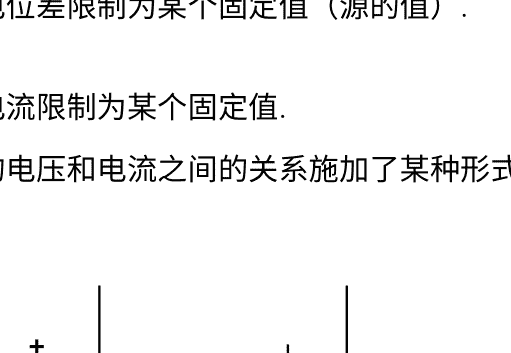 位差限制为某个固定值（源的值）.
流限制为某个固定值.
电压和电流之间的关系施加了某种形式
+